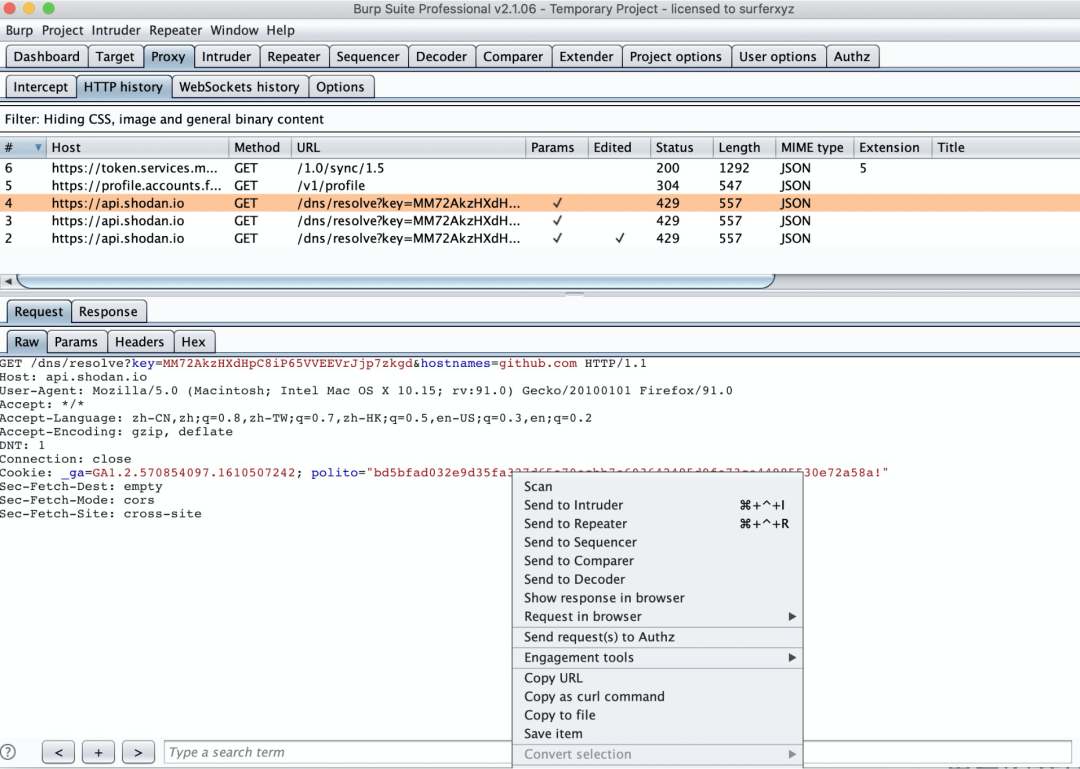 Burp Suite Professional v2.1.06 - Temporary Project - licensed to surferxyz
Burp Project Intruder Repeater Window Help
Dashboard Target Proxy Intruder Repeater Sequencer Decoder Comparer Extender Project options User options Authz
Intercept HTTP history WebSockets history Options
Filter: Hiding CSS, image and general binary content
# Host Method URL Params Edited Status Length MIME type Extension Title
6 https://token.services.m... GET /1.0/sync/1.5 200 1292 JSON 5
5 https://profile.accounts.f... GET /v1/profile 304 547 JSON
4 https://api.shodan.io GET /dns/resolve?key=MM72AkzHXdH... ✓ 429 557 JSON
3 https://api.shodan.io GET /dns/resolve?key=MM72AkzHXdH... ✓ 429 557 JSON
2 https://api.shodan.io GET /dns/resolve?key=MM72AkzHXdH... ✓ ✓ 429 557 JSON
Request Response
Raw Params Headers Hex
GET /dns/resolve?key=MM72AkzHXdHpC8iP65VVEEVrJjp7zkgd&hostnames=github.com HTTP/1.1
Host: api.shodan.io
User-Agent: Mozilla/5.0 (Macintosh; Intel Mac OS X 10.15; rv:91.0) Gecko/20100101 Firefox/91.0
Accept: */*
Accept-Language: zh-CN,zh;q=0.8,zh-TW;q=0.7,zh-HK;q=0.5,en-US;q=0.3,en;q=0.2
Accept-Encoding: gzip, deflate
DNT: 1
Connection: close
Cookie: _ga=GA1.2.570854097.1610507242; polito=
Sec-Fetch-Dest: empty
Sec-Fetch-Mode: cors
Sec-Fetch-Site: cross-site
Scan
Send to Intruder ⌘+^+I
Send to Repeater ⌘+^+R
Send to Sequencer
Send to Comparer
Send to Decoder
Show response in browser
Request in browser
Send request(s) to Authz
Engagement tools
Copy URL
Copy as curl command
Copy to file
Save item
Convert selection
? < + > Type a search term